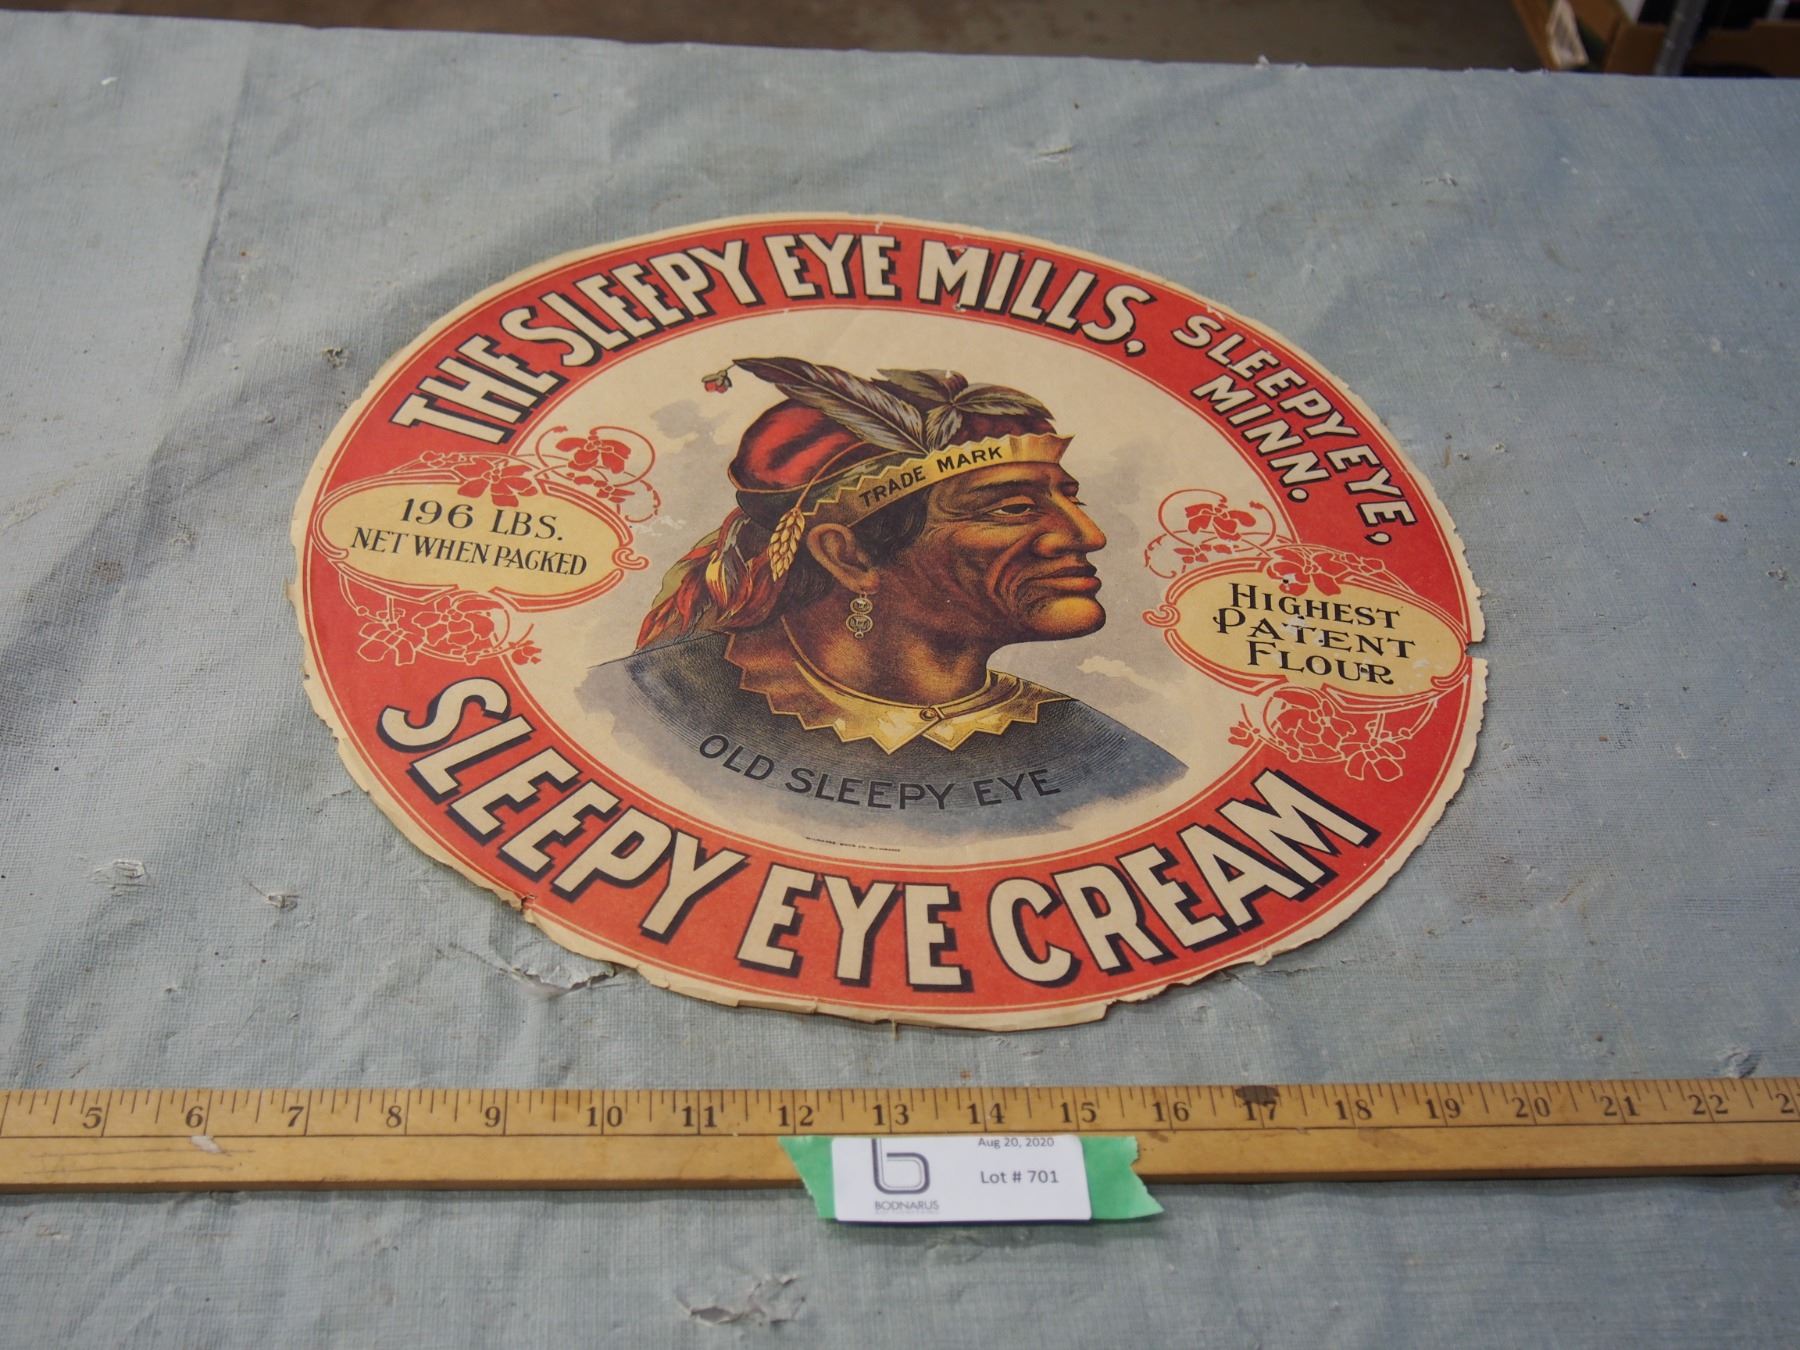 THE SLEEPY EYE MILLS,
SLEEPY EYE,
MINN.
TRADE MARK
196 LBS.
NET WHEN PACKED
HIGHEST
PATENT
FLOUR
OLD SLEEPY EYE
SLEEPY EYE CREAM
5 6 7 8 9 10 11 12 13 14 15 16 17 18 19 20 21 22
Aug 20, 2020
Lot # 701
b
BODNARUS